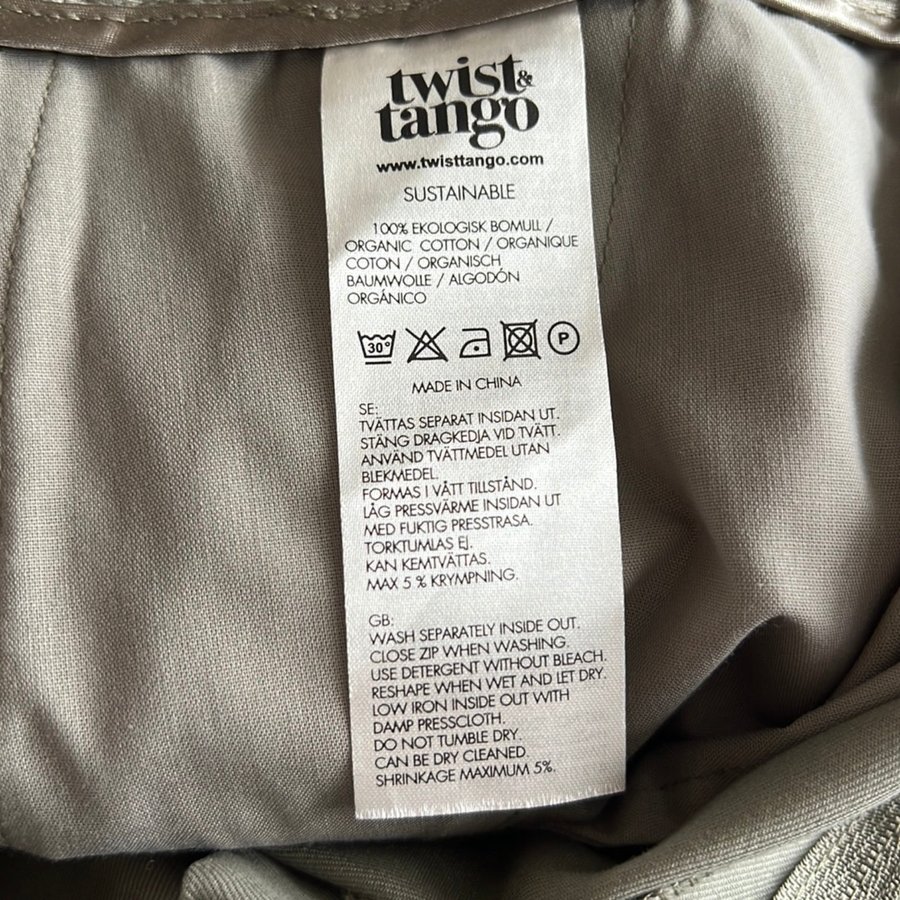 twist &
tango
www.twisttango.com
SUSTAINABLE
100% EKOLOGISK BOMULL /
ORGANIC COTTON / ORGANIQUE
COTON / ORGANISCH
BAUMWOLLE / ALGODÓN
ORGÁNICO
30° P
MADE IN CHINA
SE:
TVÄTTAS SEPARAT INSIDAN UT.
STÄNG DRAGKEDJA VID TVÄTT.
ANVÄND TVÄTTMEDEL UTAN
BLEKMEDEL.
FORMAS I VÅTT TILLSTÅND.
LÅG PRESSVÄRME INSIDAN UT
MED FUKTIG PRESSTRASA.
TORKTUMLAS EJ.
KAN KEMTVÄTTAS.
MAX 5 % KRYMPNING.
GB:
WASH SEPARATELY INSIDE OUT.
CLOSE ZIP WHEN WASHING.
USE DETERGENT WITHOUT BLEACH.
RESHAPE WHEN WET AND LET DRY.
LOW IRON INSIDE OUT WITH
DAMP PRESSCLOTH.
DO NOT TUMBLE DRY.
CAN BE DRY CLEANED.
SHRINKAGE MAXIMUM 5%.